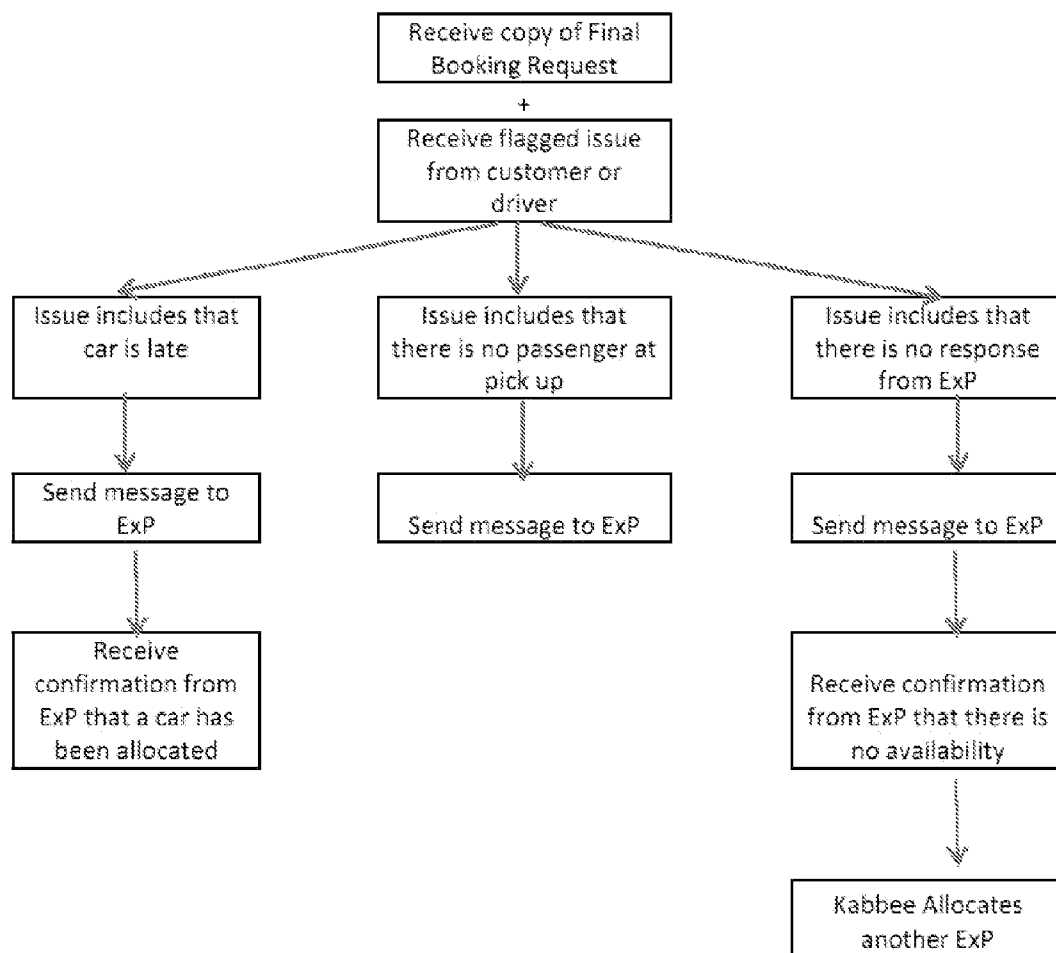 Receive copy of Final
Booking Request
+
Receive flagged issue
from customer or
driver
Issue includes that
car is late
Issue includes that
there is no passenger at
pick up
Issue includes that
there is no response
from ExP
Send message to
ExP
Send message to ExP
Send message to ExP
Receive
confirmation from
ExP that a car has
been allocated
Receive confirmation
from ExP that there is
no availability
Kabbee Allocates
another ExP